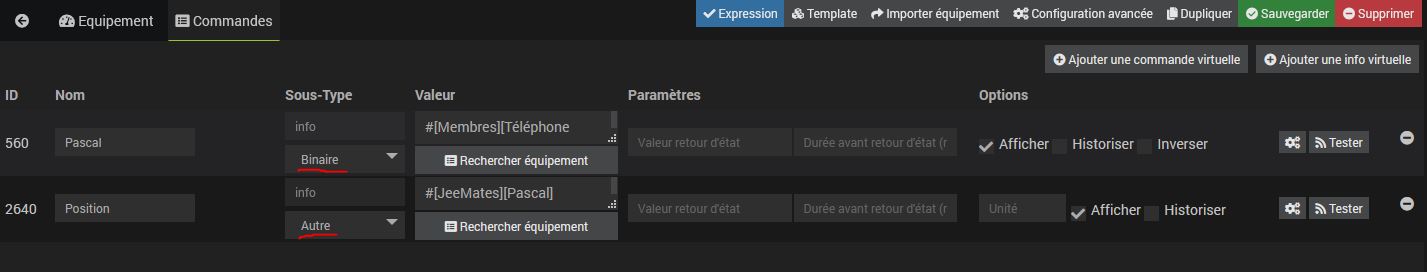 Equipement Commandes Expression Template Importer équipement Configuration avancée Dupliquer Sauvegarder Supprimer
Ajouter une commande virtuelle Ajouter une info virtuelle
ID Nom Sous-Type Valeur Paramètres Options
info #[Membres][Téléphone
560 Pascal Valeur retour d'état Durée avant retour d'état (r Afficher Historiser Inverser Tester
Binaire Rechercher équipement
info #[JeeMates][Pascal]
2640 Position Valeur retour d'état Durée avant retour d'état (r Unité Afficher Historiser Tester
Autre Rechercher équipement